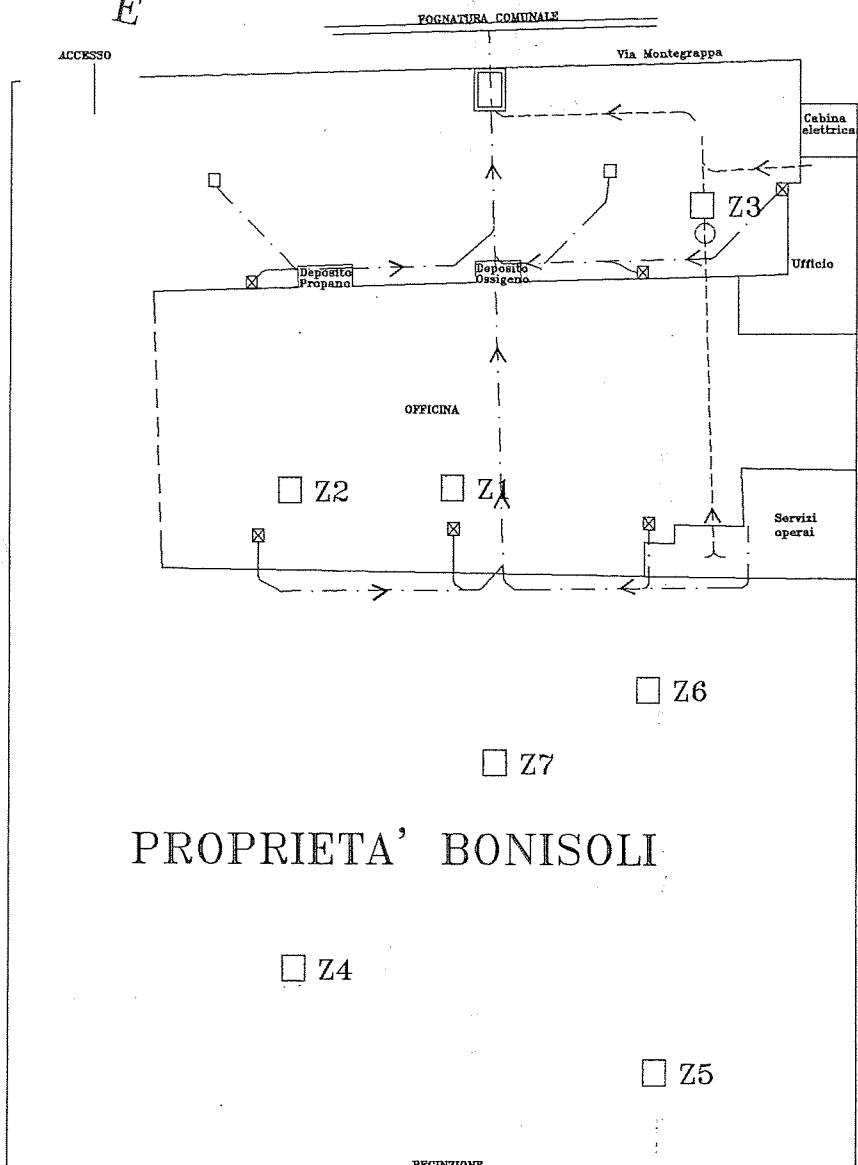 E
FOGNATURA COMUNALE
ACCESSO
Via Montegrappa
Cabina
elettrica
Z3
Deposito
Propano
Deposito
Ossigeno
Ufficio
OFFICINA
Z2
Z1
Servizi
operai
Z6
Z7
PROPRIETA' BONISOLI
Z4
Z5
RECINZIONE